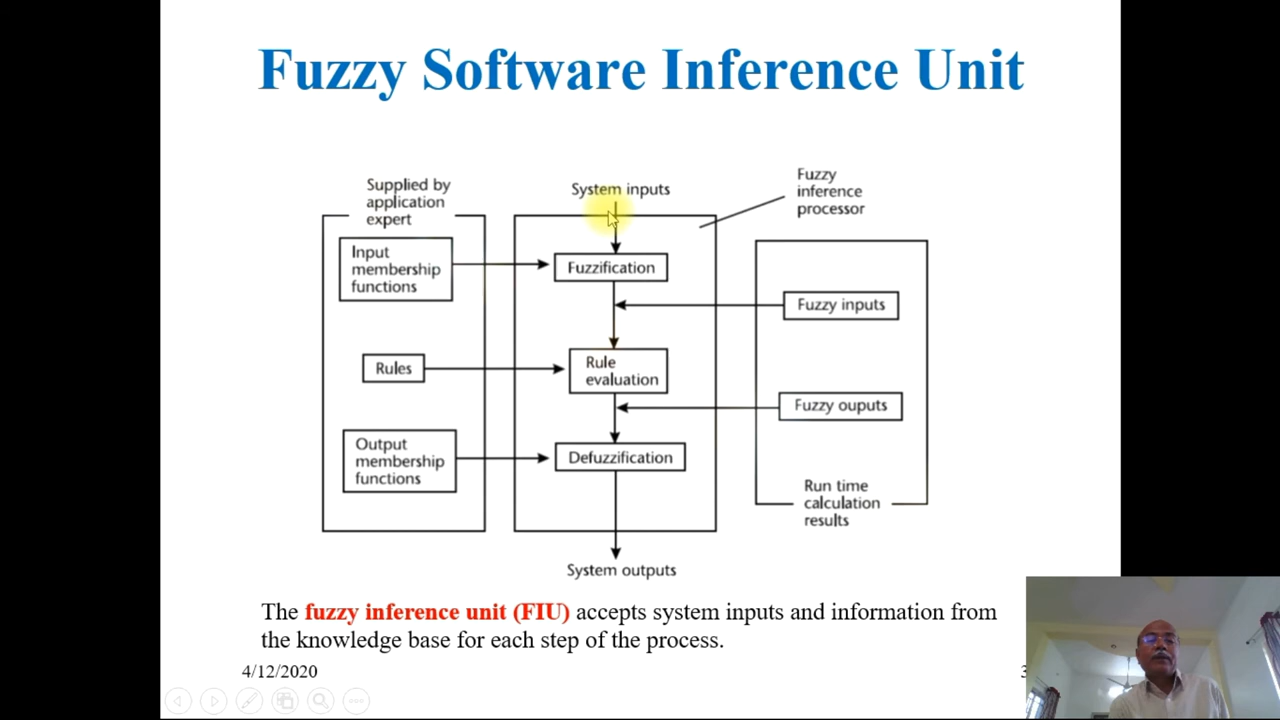 Fuzzy Software Inference Unit
Supplied by
application
expert
System inputs
Fuzzy
inference
processor
Input
membership
functions
Fuzzification
Fuzzy inputs
Rules
Rule
evaluation
Fuzzy ouputs
Output
membership
functions
Defuzzification
Run time
calculation
results
System outputs
The fuzzy inference unit (FIU) accepts system inputs and information from
the knowledge base for each step of the process.
4/12/2020